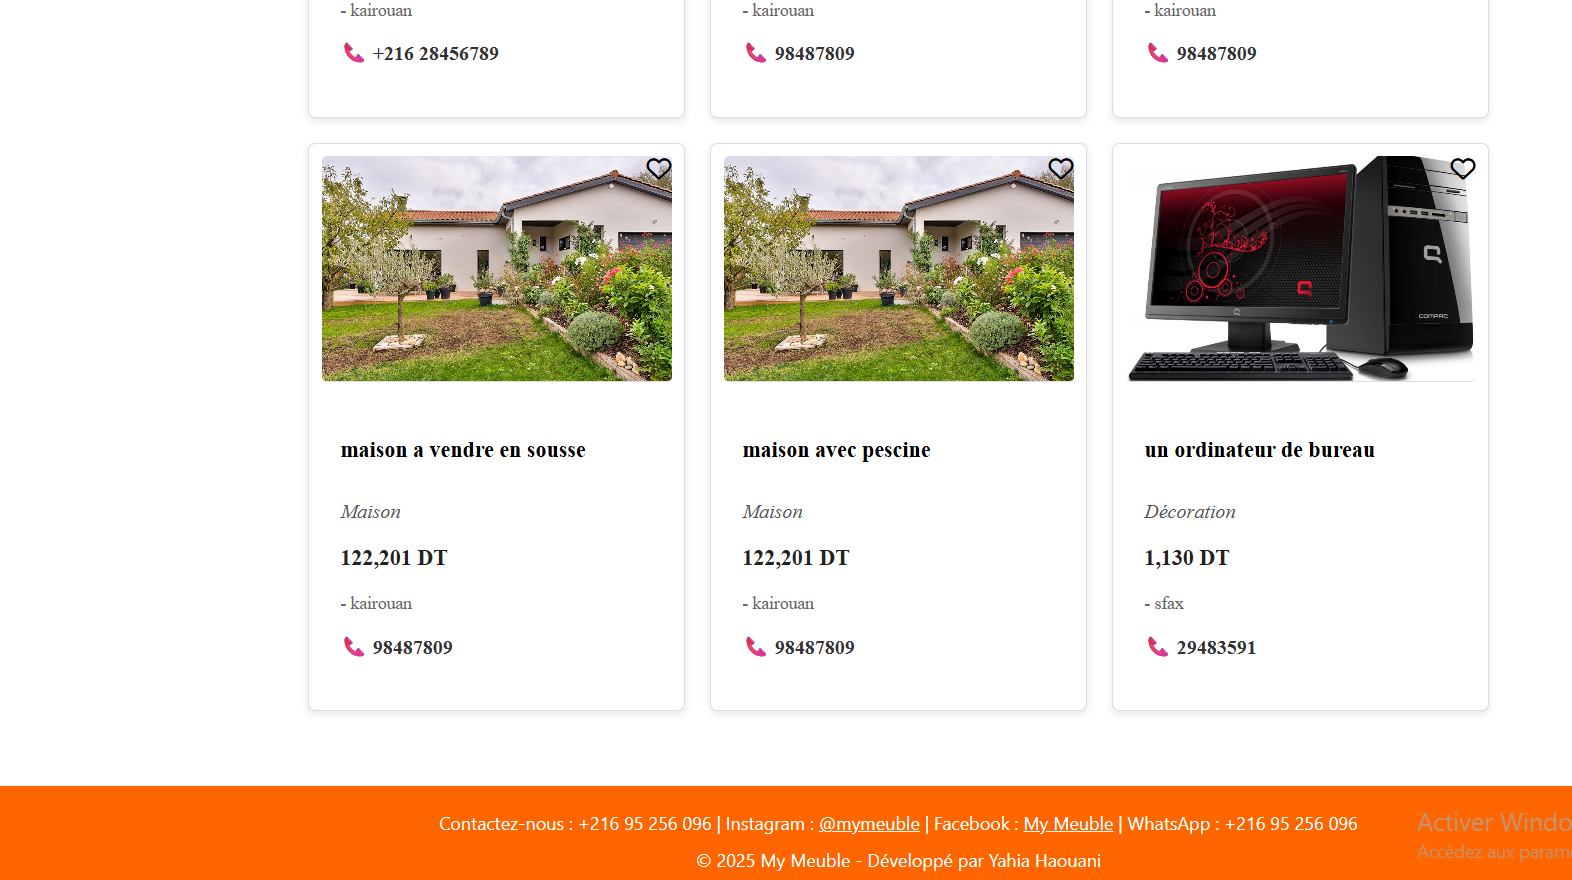 - kairouan
+216 28456789
- kairouan
98487809
- kairouan
98487809
COMPAQ
maison a vendre en sousse
Maison
122,201 DT
- kairouan
98487809
maison avec pescine
Maison
122,201 DT
- kairouan
98487809
un ordinateur de bureau
Décoration
1,130 DT
- sfax
29483591
Contactez-nous : +216 95 256 096 | Instagram : @mymeuble | Facebook : My Meuble | WhatsApp : +216 95 256 096
© 2025 My Meuble - Développé par Yahia Haouani
Activer Windo
Accédez aux param